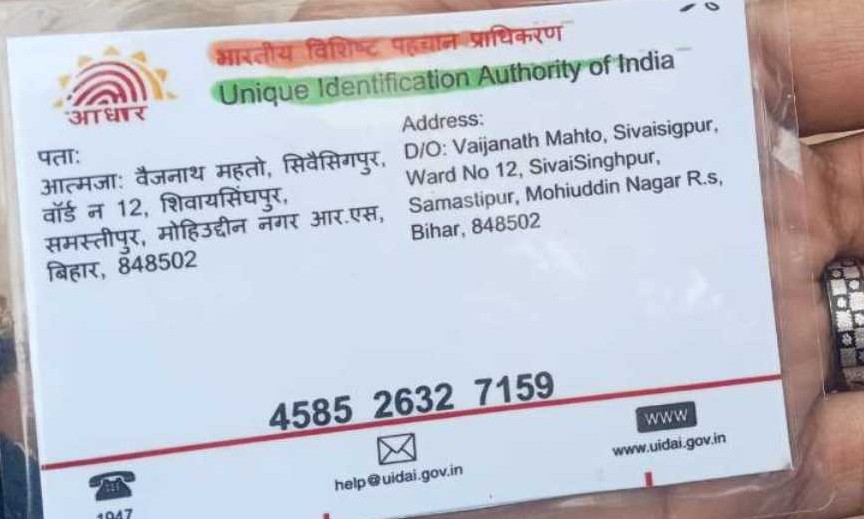 भारतीय विशिष्ट पहचान प्राधिकरण
Unique Identification Authority of India
आधार
पता:
आत्मजा: वैजनाथ महतो, सिवैसिगपुर,
वॉर्ड न 12, शिवायसिंघपुर,
समस्तीपुर, मोहिउद्दीन नगर आर.एस,
बिहार, 848502
Address:
D/O: Vaijanath Mahto, Sivaisigpur,
Ward No 12, SivaiSinghpur,
Samastipur, Mohiuddin Nagar R.s,
Bihar, 848502
4585 2632 7159
1947
help@uidai.gov.in
WWW
www.uidai.gov.in